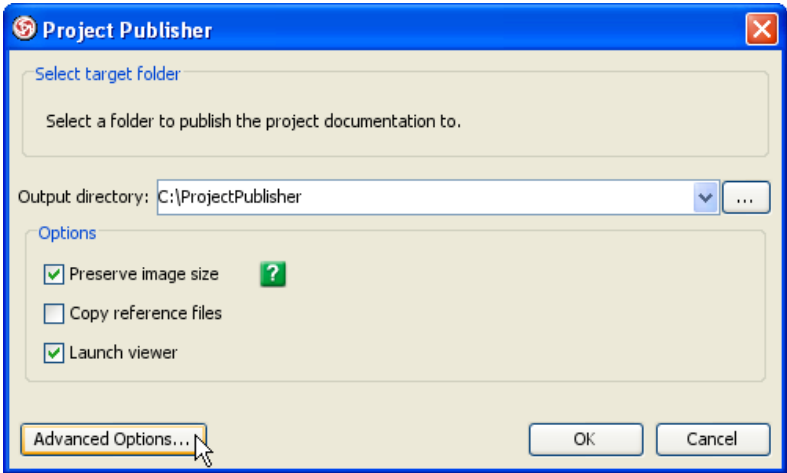 Project Publisher
Select target folder
Select a folder to publish the project documentation to.
Output directory: C:\ProjectPublisher ...
Options
Preserve image size ?
Copy reference files
Launch viewer
Advanced Options... OK Cancel